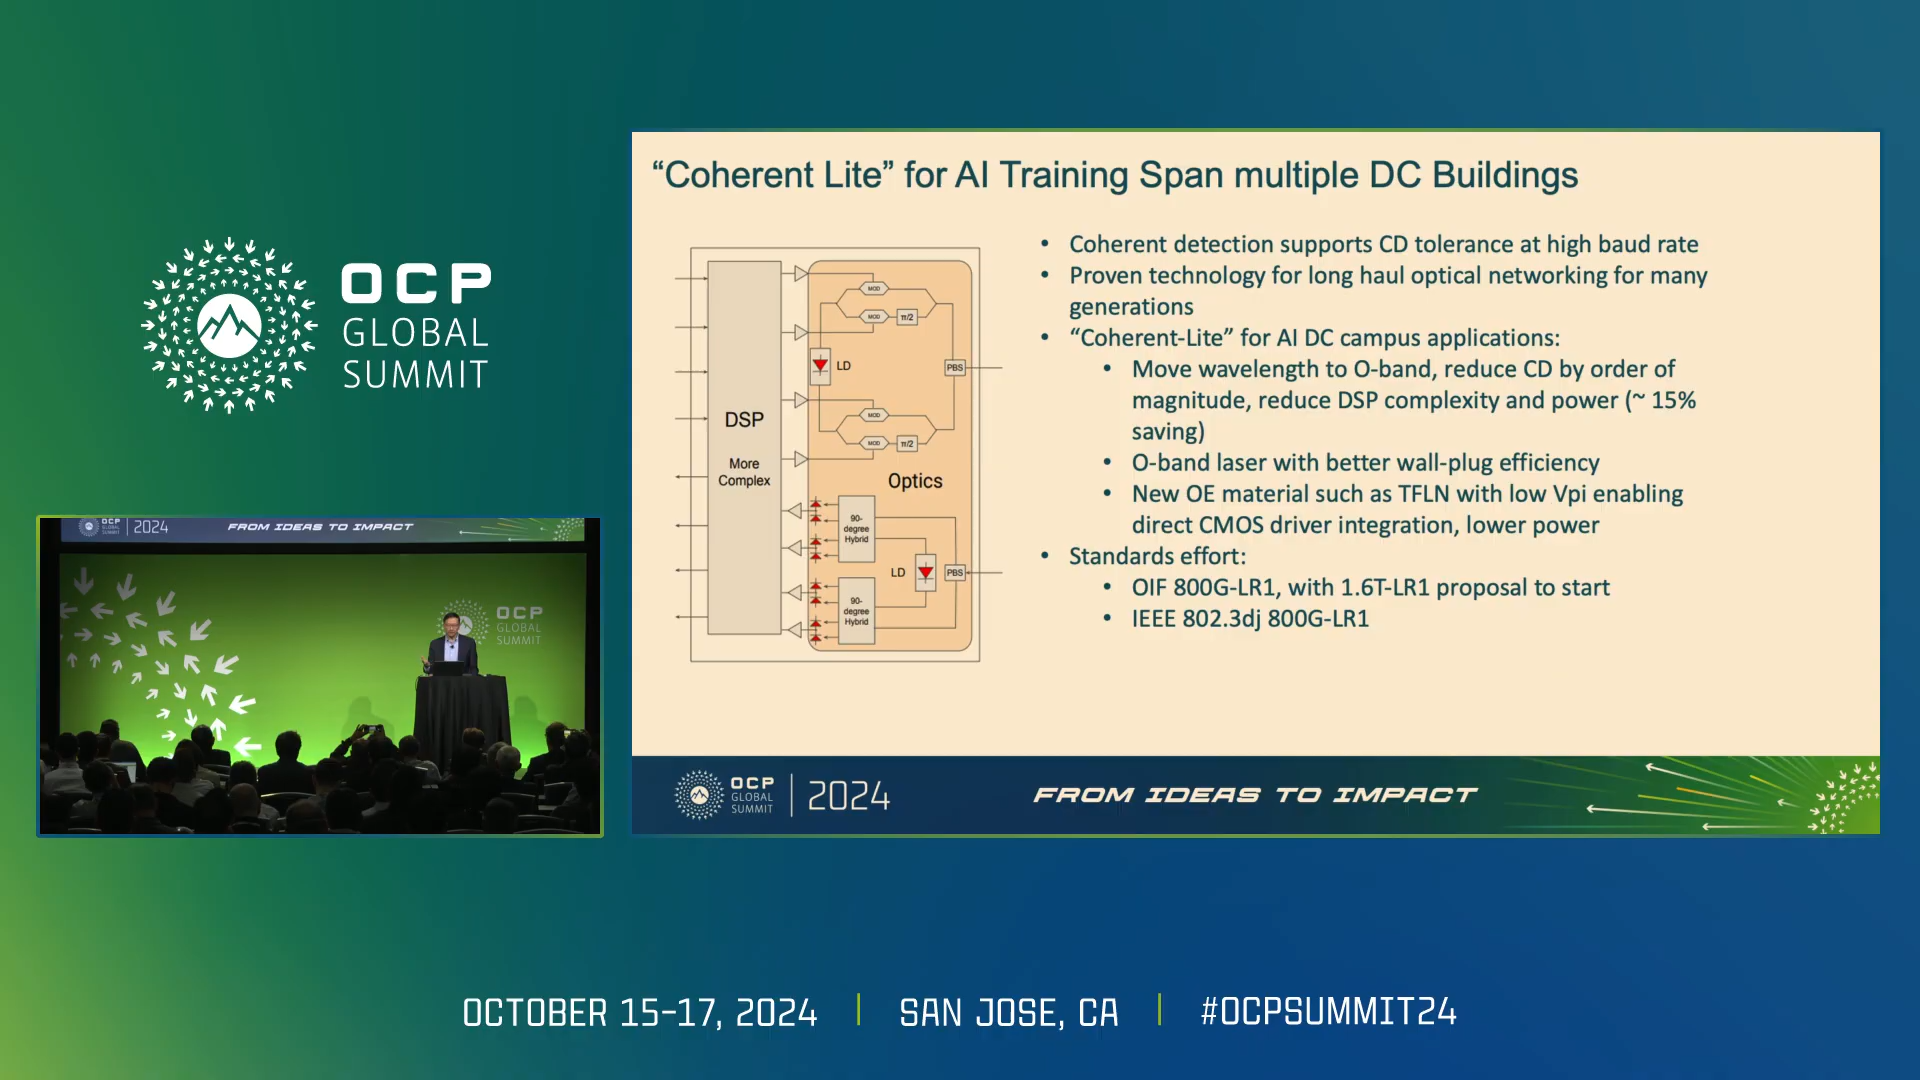 OCP
GLOBAL
SUMMIT
OCP
2024
FROM IDEAS TO IMPACT
OCP
GLOBAL
SUMMIT
“Coherent Lite” for AI Training Span multiple DC Buildings
DSP
More
Complex
MOD
MOD
π/2
LD
PBS
MOD
MOD
π/2
Optics
90-
degree
Hybrid
LD
PBS
90-
degree
Hybrid
• Coherent detection supports CD tolerance at high baud rate
• Proven technology for long haul optical networking for many
generations
• “Coherent-Lite” for AI DC campus applications:
• Move wavelength to O-band, reduce CD by order of
magnitude, reduce DSP complexity and power (~ 15%
saving)
• O-band laser with better wall-plug efficiency
• New OE material such as TFLN with low Vpi enabling
direct CMOS driver integration, lower power
• Standards effort:
• OIF 800G-LR1, with 1.6T-LR1 proposal to start
• IEEE 802.3dj 800G-LR1
OCP
GLOBAL
SUMMIT
2024
FROM IDEAS TO IMPACT
OCTOBER 15-17, 2024 | SAN JOSE, CA | #OCPSUMMIT24